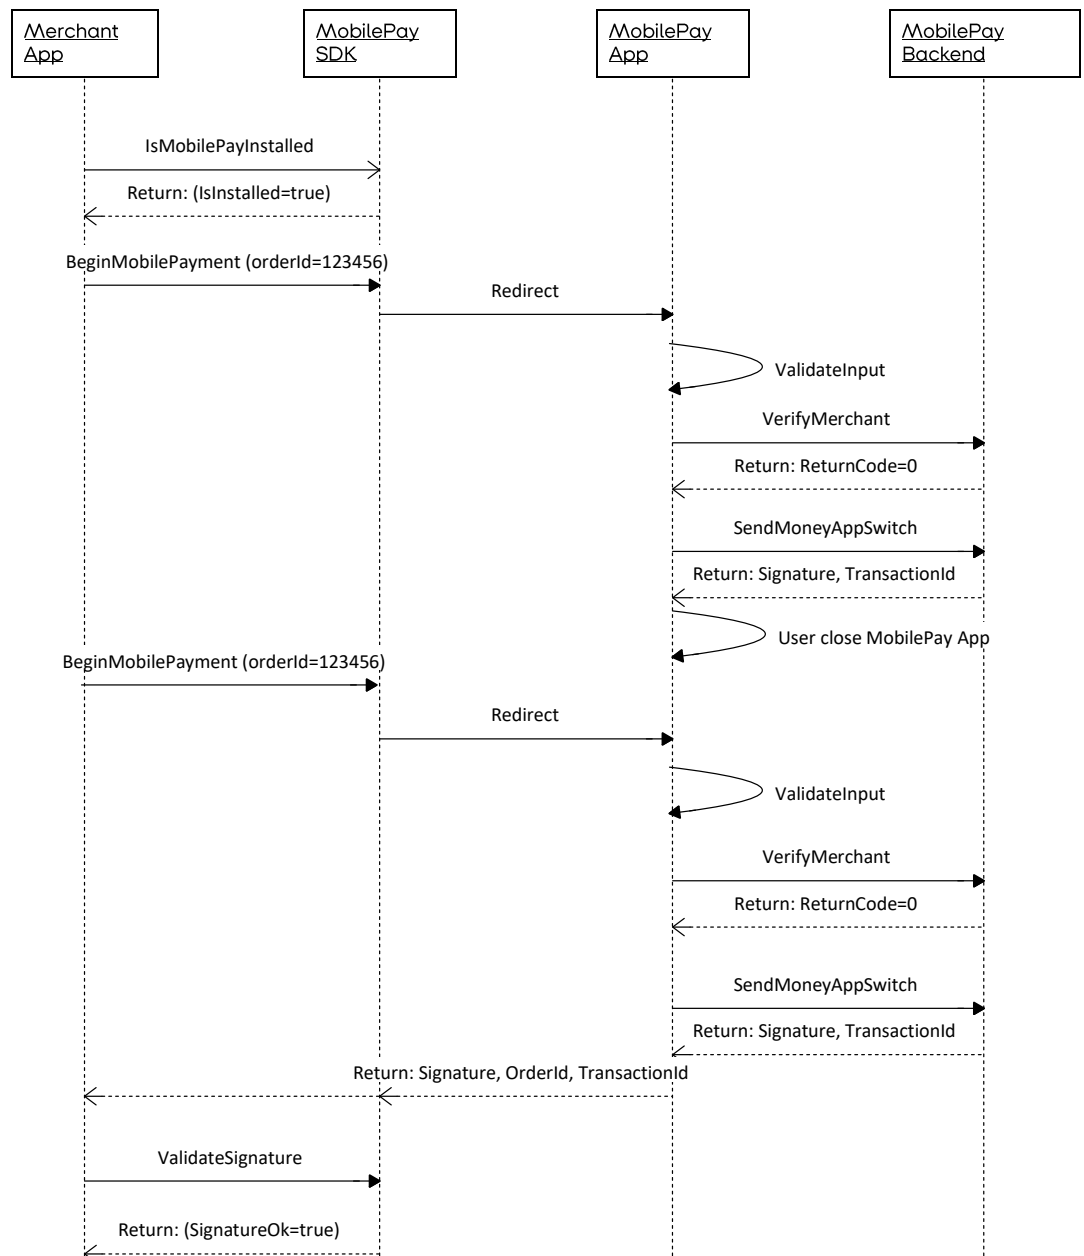 Merchant
App
MobilePay
SDK
MobilePay
App
MobilePay
Backend
IsMobilePayInstalled
Return: (IsInstalled=true)
BeginMobilePayment (orderId=123456)
Redirect
ValidateInput
VerifyMerchant
Return: ReturnCode=0
SendMoneyAppSwitch
Return: Signature, TransactionId
User close MobilePay App
BeginMobilePayment (orderId=123456)
Redirect
ValidateInput
VerifyMerchant
Return: ReturnCode=0
SendMoneyAppSwitch
Return: Signature, TransactionId
Return: Signature, OrderId, TransactionId
ValidateSignature
Return: (SignatureOk=true)